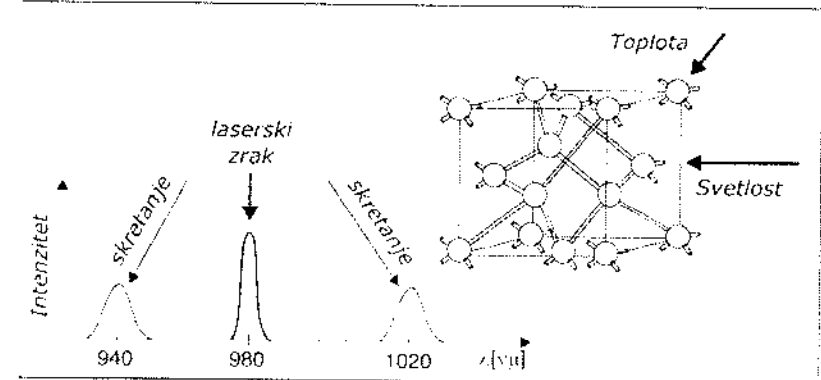 Toplota
laserski
zrak
skretanje
skretanje
Svetlost
Intenzitet
940
980
1020